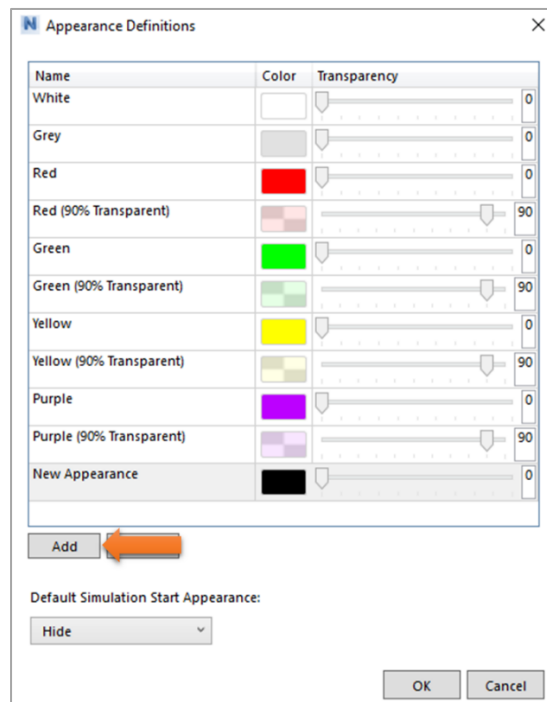 N Appearance Definitions
Name Color Transparency
White 0
Grey 0
Red 0
Red (90% Transparent) 90
Green 0
Green (90% Transparent) 90
Yellow 0
Yellow (90% Transparent) 90
Purple 0
Purple (90% Transparent) 90
New Appearance 0
Add
Default Simulation Start Appearance:
Hide
OK Cancel